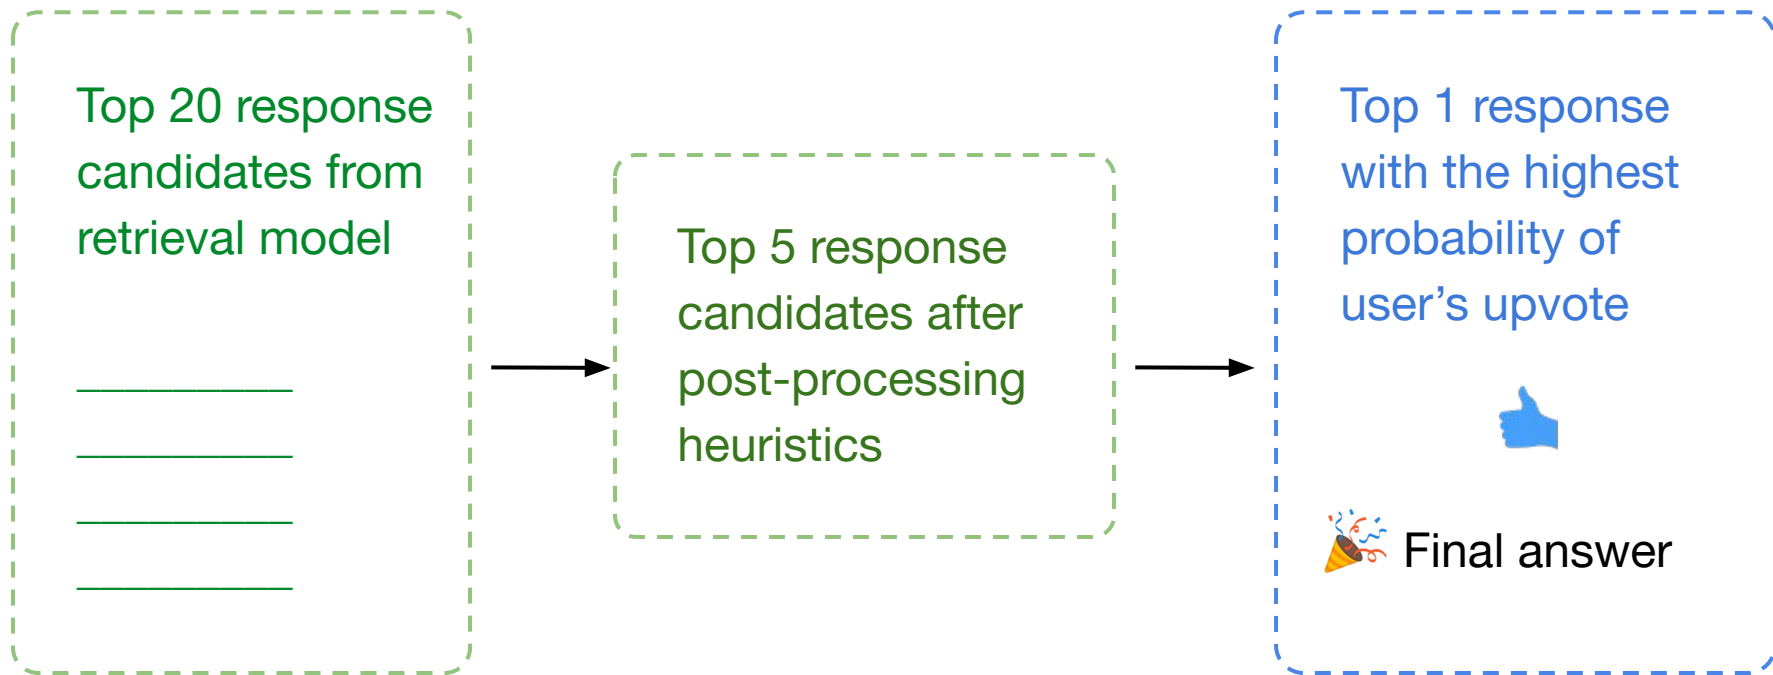 Top 20 response
candidates from
retrieval model
Top 5 response
candidates after
post-processing
heuristics
Top 1 response
with the highest
probability of
user’s upvote
Final answer